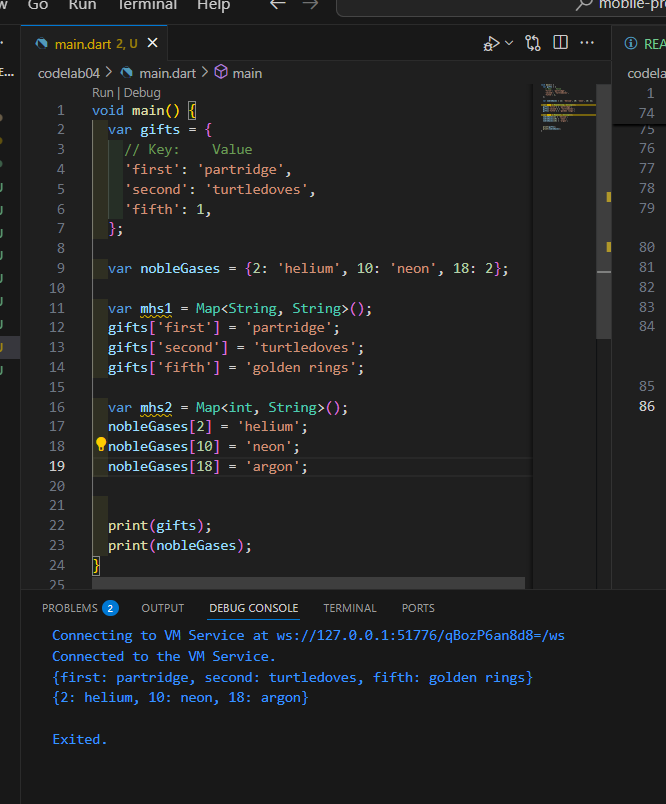 Go Run Terminal Help ← → mobile-pr
main.dart 2, U ×
codelab04 > main.dart > main
Run | Debug
1 void main() {
2 var gifts = {
3 // Key: Value
4 'first': 'partridge',
5 'second': 'turtledoves',
6 'fifth': 1,
7 };
8
9 var nobleGases = {2: 'helium', 10: 'neon', 18: 2};
10
11 var mhs1 = Map<String, String>();
12 gifts['first'] = 'partridge';
13 gifts['second'] = 'turtledoves';
14 gifts['fifth'] = 'golden rings';
15
16 var mhs2 = Map<int, String>();
17 nobleGases[2] = 'helium';
18 nobleGases[10] = 'neon';
19 nobleGases[18] = 'argon';
20
21
22 print(gifts);
23 print(nobleGases);
24 }
25
REA
codela
1
74
75
76
77
78
79
80
81
82
83
84
85
86
PROBLEMS 2 OUTPUT DEBUG CONSOLE TERMINAL PORTS
Connecting to VM Service at ws://127.0.0.1:51776/qBozP6an8d8=/ws
Connected to the VM Service.
{first: partridge, second: turtledoves, fifth: golden rings}
{2: helium, 10: neon, 18: argon}
Exited.